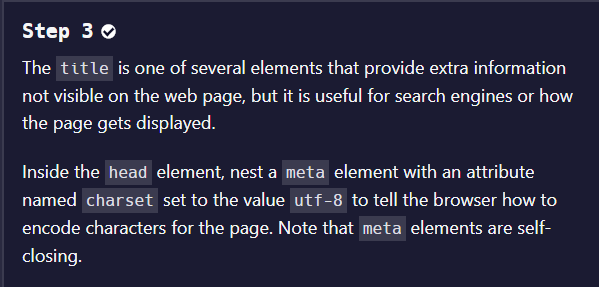 Step 3
The title is one of several elements that provide extra information
not visible on the web page, but it is useful for search engines or how
the page gets displayed.
Inside the head element, nest a meta element with an attribute
named charset set to the value utf-8 to tell the browser how to
encode characters for the page. Note that meta elements are self-
closing.